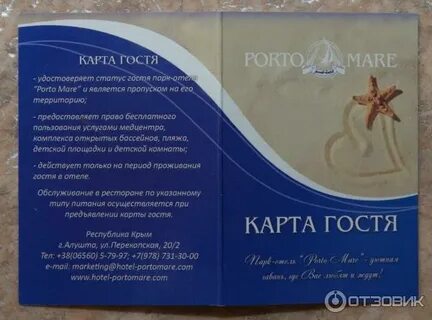 КАРТА ГОСТЯ
- удостоверяет статус гостя парк-отеля
"Porto Mare" и является пропуском на его
территорию;
- предоставляет право бесплатного
пользования услугами медцентра,
комплекса открытых бассейнов, пляжа,
детской площадки и детской комнаты;
- действует только на период проживания
гостя в отеле.
Обслуживание в ресторане по указанному
типу питания осуществляется при
предъявлении карты гостя.
Республика Крым
г.Алушта, ул.Перекопская, 20/2
Тел: +38(06560) 5-79-97; +7(978) 731-30-00
e-mail: marketing@hotel-portomare.com
www.hotel-portomare.com
PORTO MARE
КАРТА ГОСТЯ
Парк-отель "Porto Mare" - уютная
гавань, где Вас любят и ждут!
ОТЗОВИК